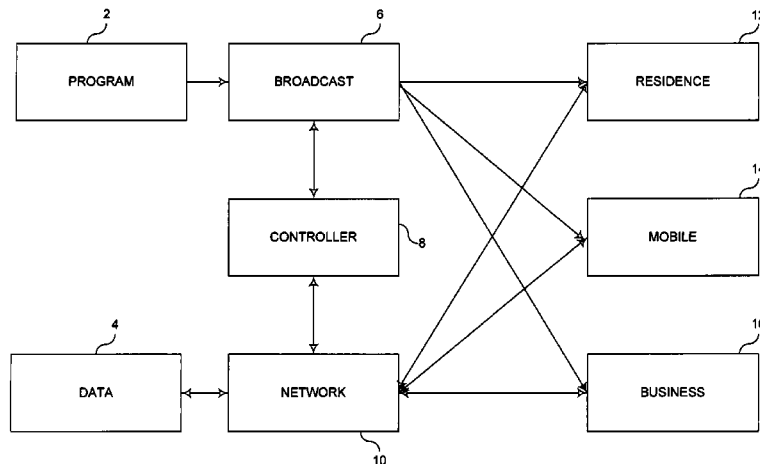 2
6
12
PROGRAM
BROADCAST
RESIDENCE
14
CONTROLLER
8
MOBILE
4
16
DATA
NETWORK
BUSINESS
10